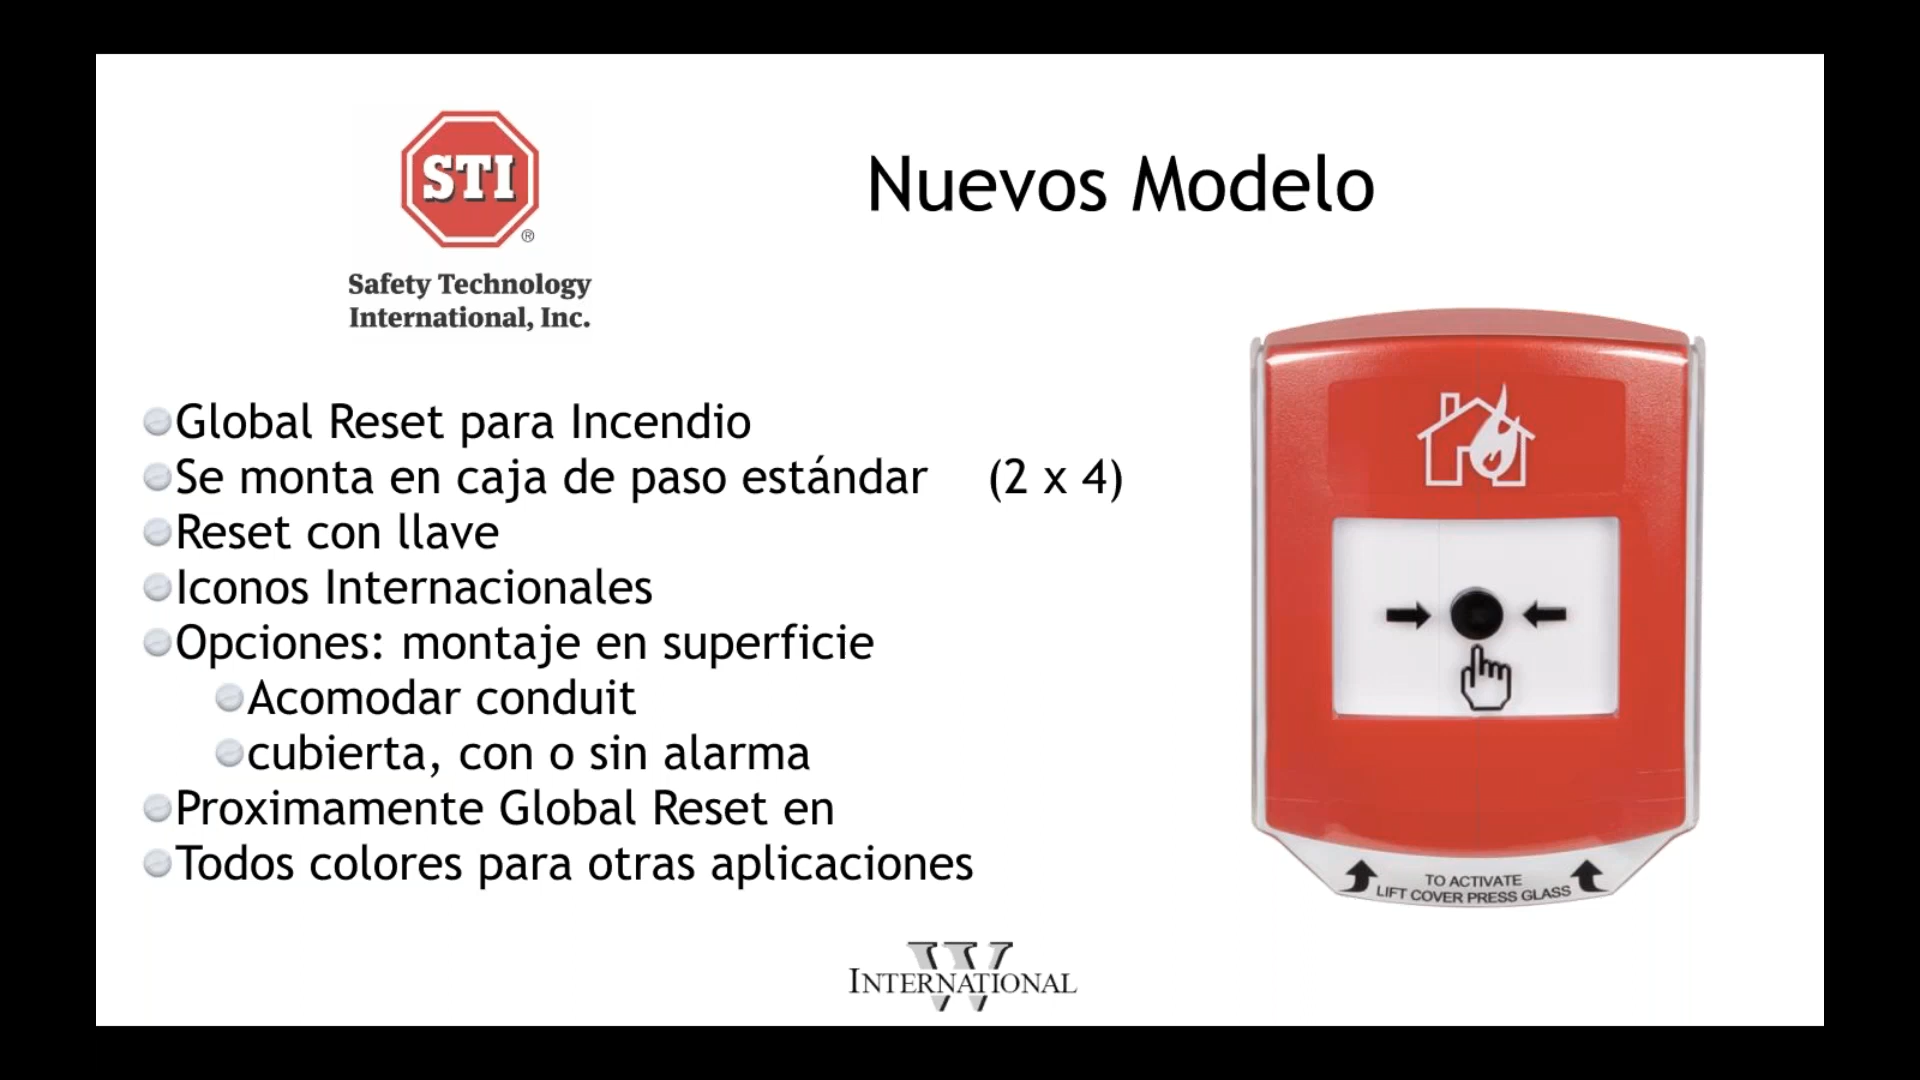 STI
®
Safety Technology
International, Inc.
Nuevos Modelo
Global Reset para Incendio
Se monta en caja de paso estándar (2 x 4)
Reset con llave
Iconos Internacionales
Opciones: montaje en superficie
Acomodar conduit
cubierta, con o sin alarma
Proximamente Global Reset en
Todos colores para otras aplicaciones
TO ACTIVATE
LIFT COVER PRESS GLASS
W
INTERNATIONAL